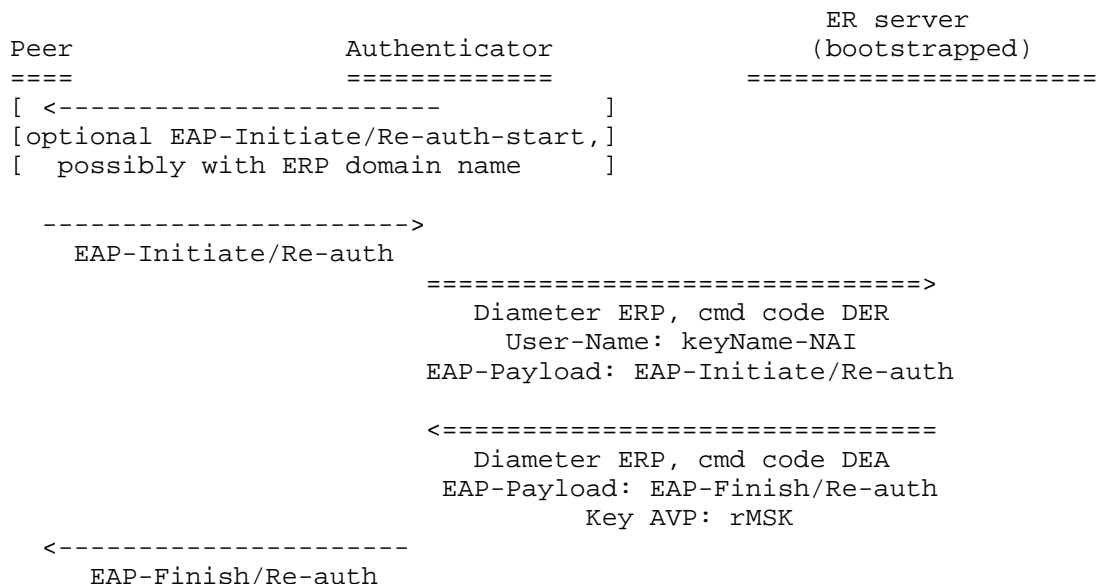 ER server
Peer                 Authenticator                (bootstrapped)
====                 =============            ======================
[ <------------------------          ]
[optional EAP-Initiate/Re-auth-start,]
[  possibly with ERP domain name     ]

  ----------------------->
    EAP-Initiate/Re-auth
                          ===============================>
                             Diameter ERP, cmd code DER
                               User-Name: keyName-NAI
                          EAP-Payload: EAP-Initiate/Re-auth

                          <===============================
                             Diameter ERP, cmd code DEA
                           EAP-Payload: EAP-Finish/Re-auth
                                    Key AVP: rMSK
  <----------------------
     EAP-Finish/Re-auth